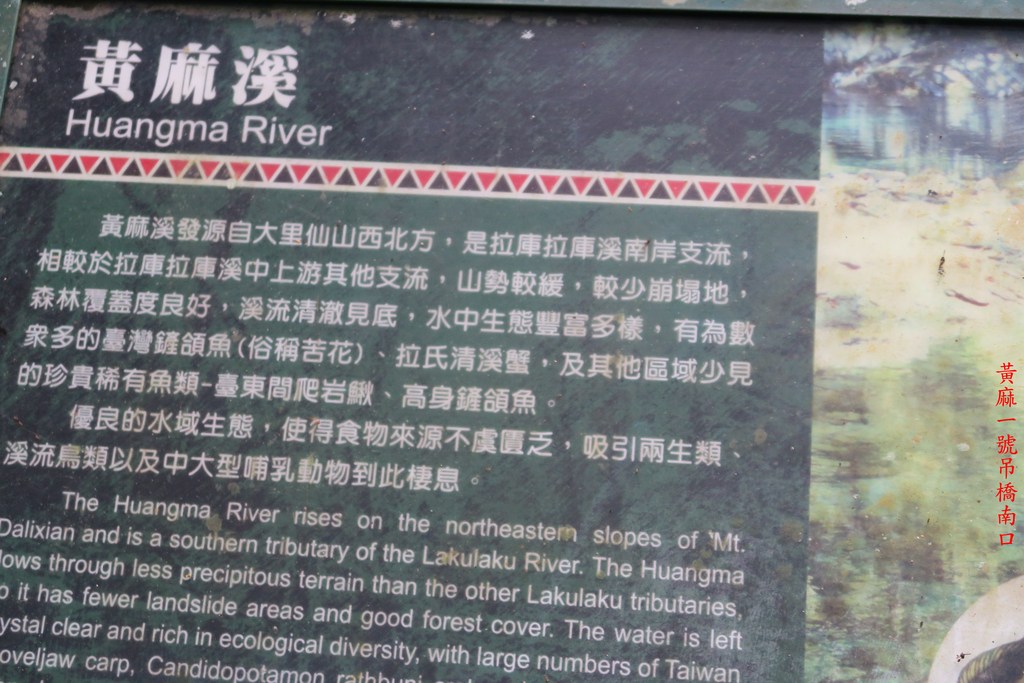 黃麻溪
Huangma River
黃麻溪發源自大里仙山西北方，是拉庫拉庫溪南岸支流，
相較於拉庫拉庫溪中上游其他支流，山勢較緩，較少崩塌地，
森林覆蓋度良好，溪流清澈見底，水中生態豐富多樣，有為數
眾多的臺灣鏟頜魚(俗稱苦花)、拉氏清溪蟹，及其他區域少見
的珍貴稀有魚類-臺東間爬岩鰍、高身鏟頜魚。
優良的水域生態，使得食物來源不虞匱乏，吸引兩生類、
溪流鳥類以及中大型哺乳動物到此棲息。
The Huangma River rises on the northeastern slopes of Mt.
Dalixian and is a southern tributary of the Lakulaku River. The Huangma
lows through less precipitous terrain than the other Lakulaku tributaries,
o it has fewer landslide areas and good forest cover. The water is left
ystal clear and rich in ecological diversity, with large numbers of Taiwan
oveljaw carp, Candidopotamon rathbuni
黃麻一號吊橋南口